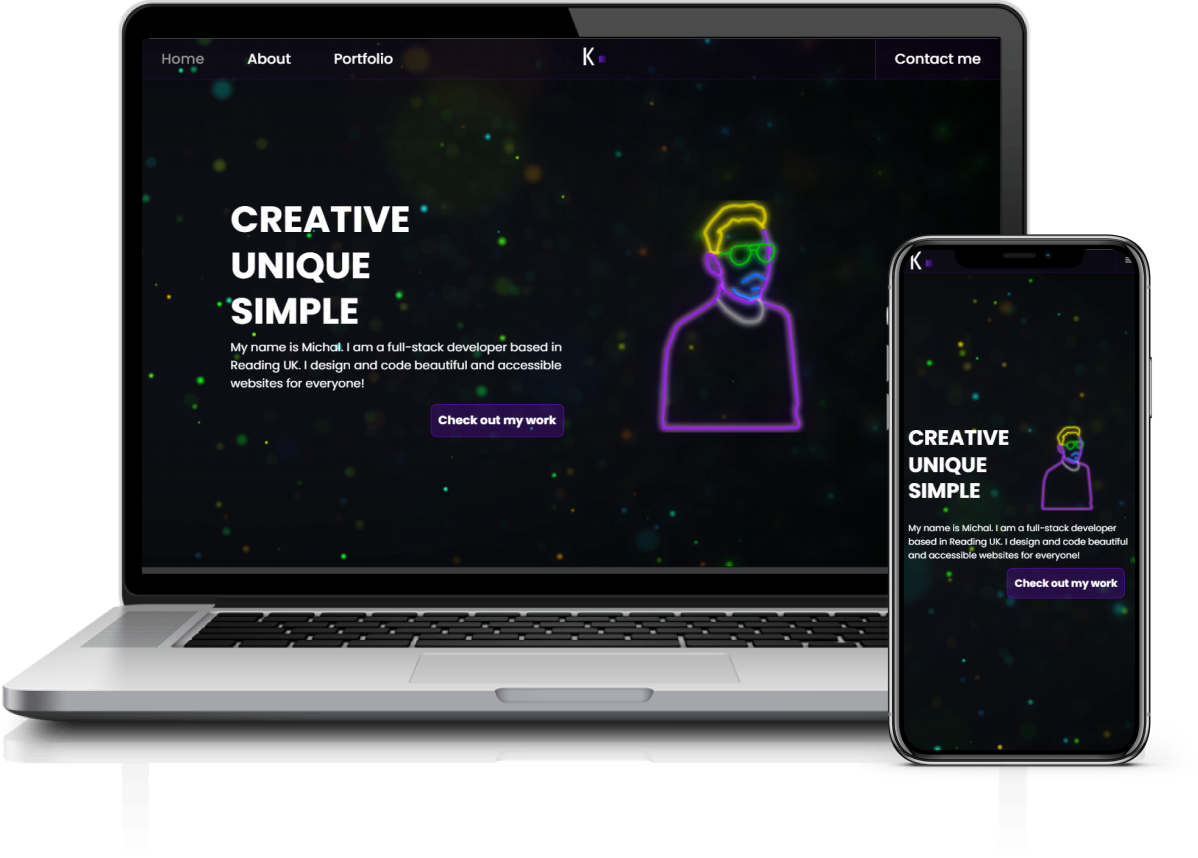 Home About Portfolio K Contact me
CREATIVE
UNIQUE
SIMPLE
My name is Michal. I am a full-stack developer based in
Reading UK. I design and code beautiful and accessible
websites for everyone!
Check out my work
K
CREATIVE
UNIQUE
SIMPLE
My name is Michal. I am a full-stack developer
based in Reading UK. I design and code beautiful
and accessible websites for everyone!
Check out my work